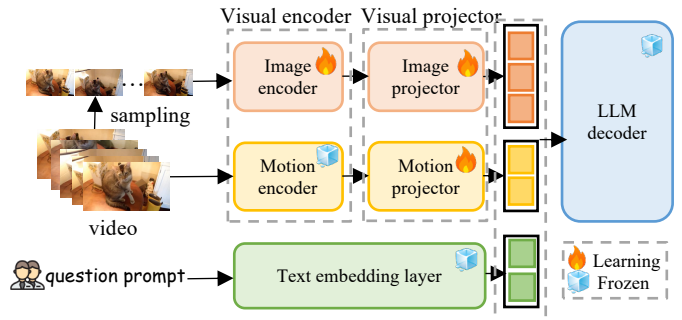 Visual encoder
Visual projector
Image
encoder
Image
projector
...
sampling
LLM
decoder
Motion
encoder
Motion
projector
video
question prompt
Text embedding layer
Learning
Frozen